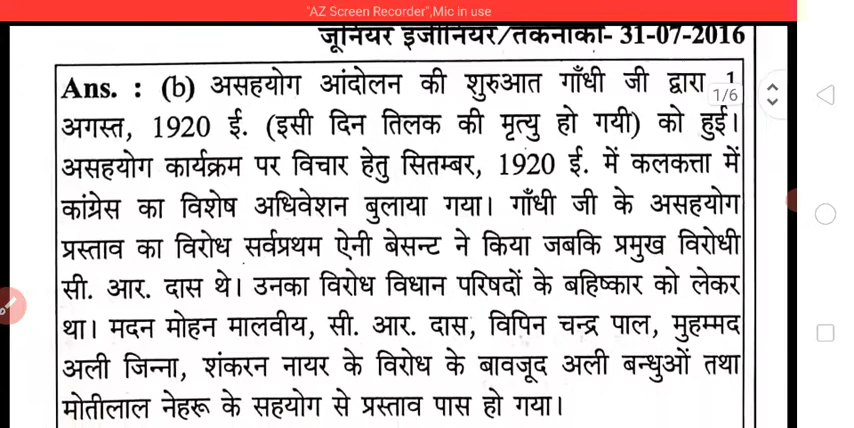 "AZ Screen Recorder",Mic in use
जूनियर इंजीनियर/तकनीकी- 31-07-2016
Ans. : (b) असहयोग आंदोलन की शुरुआत गाँधी जी द्वारा 1
1/6
अगस्त, 1920 ई. (इसी दिन तिलक की मृत्यु हो गयी) को हुई।
असहयोग कार्यक्रम पर विचार हेतु सितम्बर, 1920 ई. में कलकत्ता में
कांग्रेस का विशेष अधिवेशन बुलाया गया। गाँधी जी के असहयोग
प्रस्ताव का विरोध सर्वप्रथम ऐनी बेसन्ट ने किया जबकि प्रमुख विरोधी
सी. आर. दास थे। उनका विरोध विधान परिषदों के बहिष्कार को लेकर
था। मदन मोहन मालवीय, सी. आर. दास, विपिन चन्द्र पाल, मुहम्मद
अली जिन्ना, शंकरन नायर के विरोध के बावजूद अली बन्धुओं तथा
मोतीलाल नेहरू के सहयोग से प्रस्ताव पास हो गया।